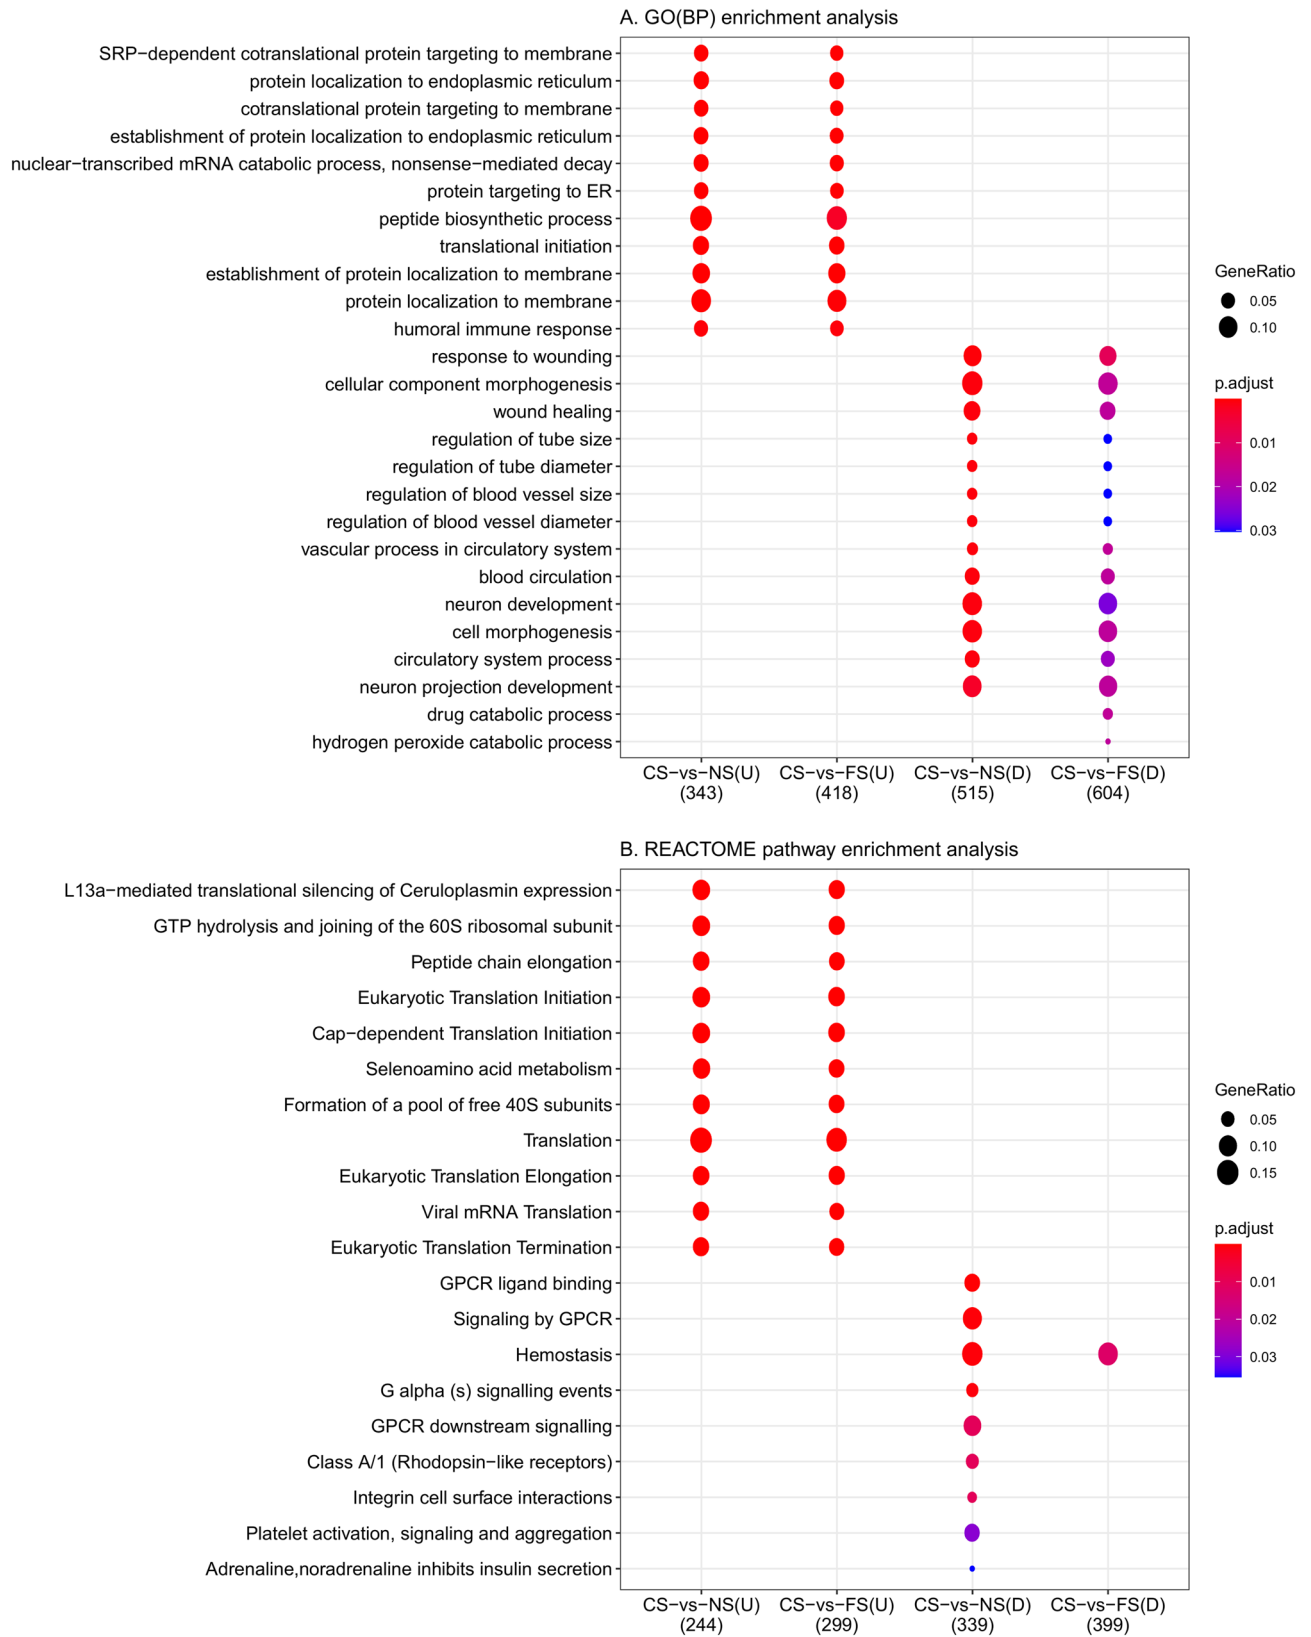 A. GO(BP) enrichment analysis
SRP−dependent cotranslational protein targeting to membrane
protein localization to endoplasmic reticulum
cotranslational protein targeting to membrane
establishment of protein localization to endoplasmic reticulum
nuclear−transcribed mRNA catabolic process, nonsense−mediated decay
protein targeting to ER
peptide biosynthetic process
translational initiation
establishment of protein localization to membrane
protein localization to membrane
humoral immune response
response to wounding
cellular component morphogenesis
wound healing
regulation of tube size
regulation of tube diameter
regulation of blood vessel size
regulation of blood vessel diameter
vascular process in circulatory system
blood circulation
neuron development
cell morphogenesis
circulatory system process
neuron projection development
drug catabolic process
hydrogen peroxide catabolic process
CS−vs−NS(U) CS−vs−FS(U) CS−vs−NS(D) CS−vs−FS(D)
(343) (418) (515) (604)
GeneRatio
0.05
0.10
p.adjust
0.01
0.02
0.03
B. REACTOME pathway enrichment analysis
L13a−mediated translational silencing of Ceruloplasmin expression
GTP hydrolysis and joining of the 60S ribosomal subunit
Peptide chain elongation
Eukaryotic Translation Initiation
Cap−dependent Translation Initiation
Selenoamino acid metabolism
Formation of a pool of free 40S subunits
Translation
Eukaryotic Translation Elongation
Viral mRNA Translation
Eukaryotic Translation Termination
GPCR ligand binding
Signaling by GPCR
Hemostasis
G alpha (s) signalling events
GPCR downstream signalling
Class A/1 (Rhodopsin−like receptors)
Integrin cell surface interactions
Platelet activation, signaling and aggregation
Adrenaline,noradrenaline inhibits insulin secretion
CS−vs−NS(U) CS−vs−FS(U) CS−vs−NS(D) CS−vs−FS(D)
(244) (299) (339) (399)
GeneRatio
0.05
0.10
0.15
p.adjust
0.01
0.02
0.03